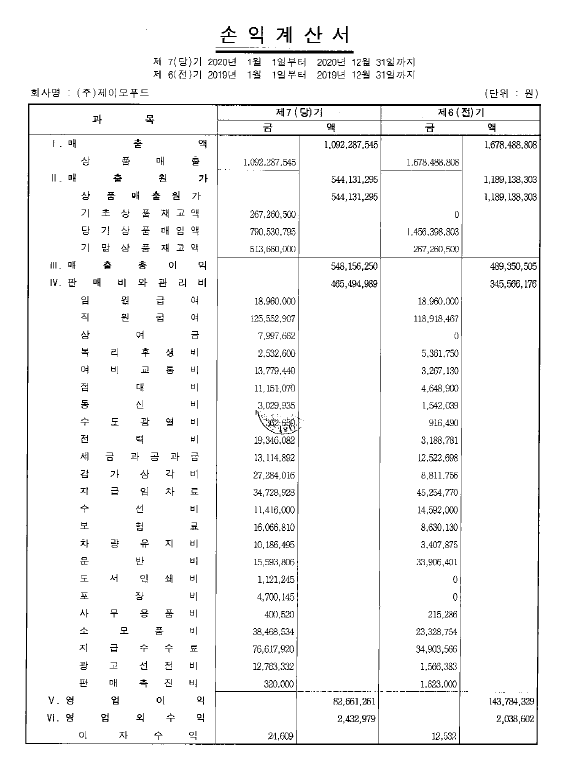 손익계산서
제 7(당)기 2020년 1월 1일부터 2020년 12월 31일까지
제 6(전)기 2019년 1월 1일부터 2019년 12월 31일까지
회사명 : (주)제이모푸드 (단위 : 원)
과 목 제7(당)기 제6(전)기
금 액 금 액
I. 매 출 액 1,092,287,545 1,678,488,808
상 품 매 출 1,092,287,545 1,678,488,808
II. 매 출 원 가 544,131,295 1,189,138,303
상 품 매 출 원 가 544,131,295 1,189,138,303
기 초 상 품 재 고 액 267,260,500 0
당 기 상 품 매 입 액 790,530,795 1,456,398,803
기 말 상 품 재 고 액 513,660,000 267,260,500
III. 매 출 총 이 익 548,156,250 489,350,505
IV. 판 매 비 와 관 리 비 465,494,989 345,566,176
임 원 급 여 18,960,000 18,960,000
직 원 급 여 125,552,907 118,918,467
상 여 금 7,997,662 0
복 리 후 생 비 2,532,600 5,361,750
여 비 교 통 비 13,779,440 3,267,130
접 대 비 11,151,070 4,648,900
통 신 비 3,029,935 1,542,039
수 도 광 열 비 916,490
전 력 비 19,346,082 3,188,781
세 금 과 공 과 금 13,114,892 12,522,698
감 가 상 각 비 27,284,016 8,811,756
지 급 임 차 료 34,728,928 45,254,770
수 선 비 11,416,000 14,592,000
보 험 료 16,066,810 8,630,130
차 량 유 지 비 10,186,495 3,407,875
운 반 비 15,593,806 33,906,401
도 서 인 쇄 비 1,121,245 0
포 장 비 4,700,145 0
사 무 용 품 비 400,520 215,286
소 모 품 비 38,468,534 23,328,754
지 급 수 수 료 76,617,920 34,903,566
광 고 선 전 비 12,763,332 1,566,383
판 매 촉 진 비 320,000 1,623,000
V. 영 업 이 익 82,661,261 143,784,329
VI. 영 업 외 수 익 2,432,979 2,038,602
이 자 수 익 24,609 12,532